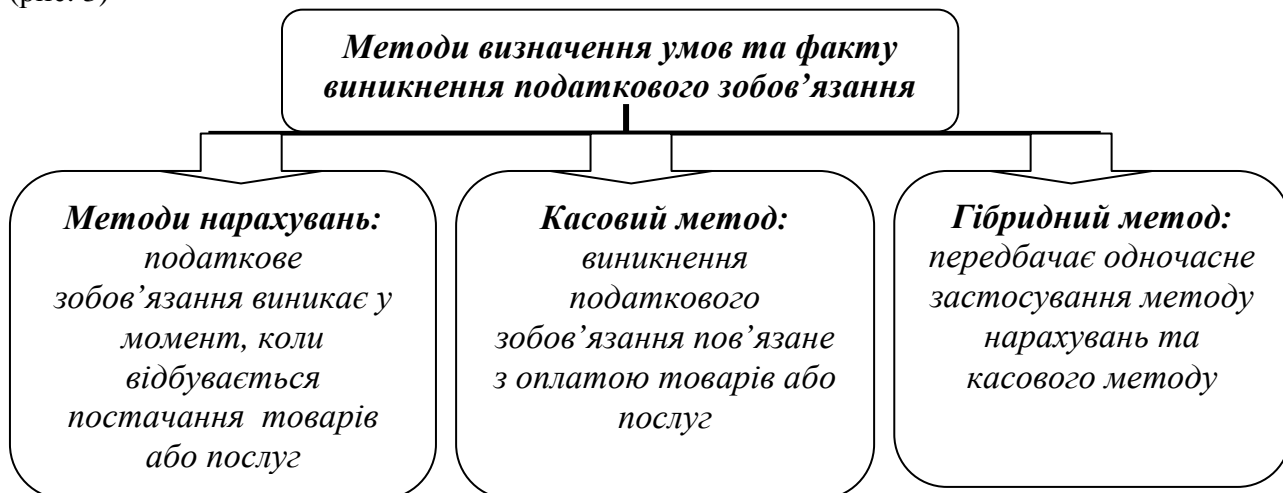 (рис. 3)
Методи визначення умов та факту
виникнення податкового зобов’язання
Методи нарахувань:
податкове
зобов’язання виникає у
момент, коли
відбувається
постачання товарів
або послуг
Касовий метод:
виникнення
податкового
зобов’язання пов’язане
з оплатою товарів або
послуг
Гібридний метод:
передбачає одночасне
застосування методу
нарахувань та
касового методу